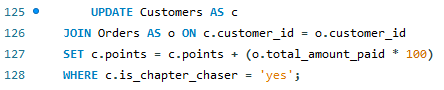 125 UPDATE Customers AS c
126 JOIN Orders AS o ON c.customer_id = o.customer_id
127 SET c.points = c.points + (o.total_amount_paid * 100)
128 WHERE c.is_chapter_chaser = 'yes';